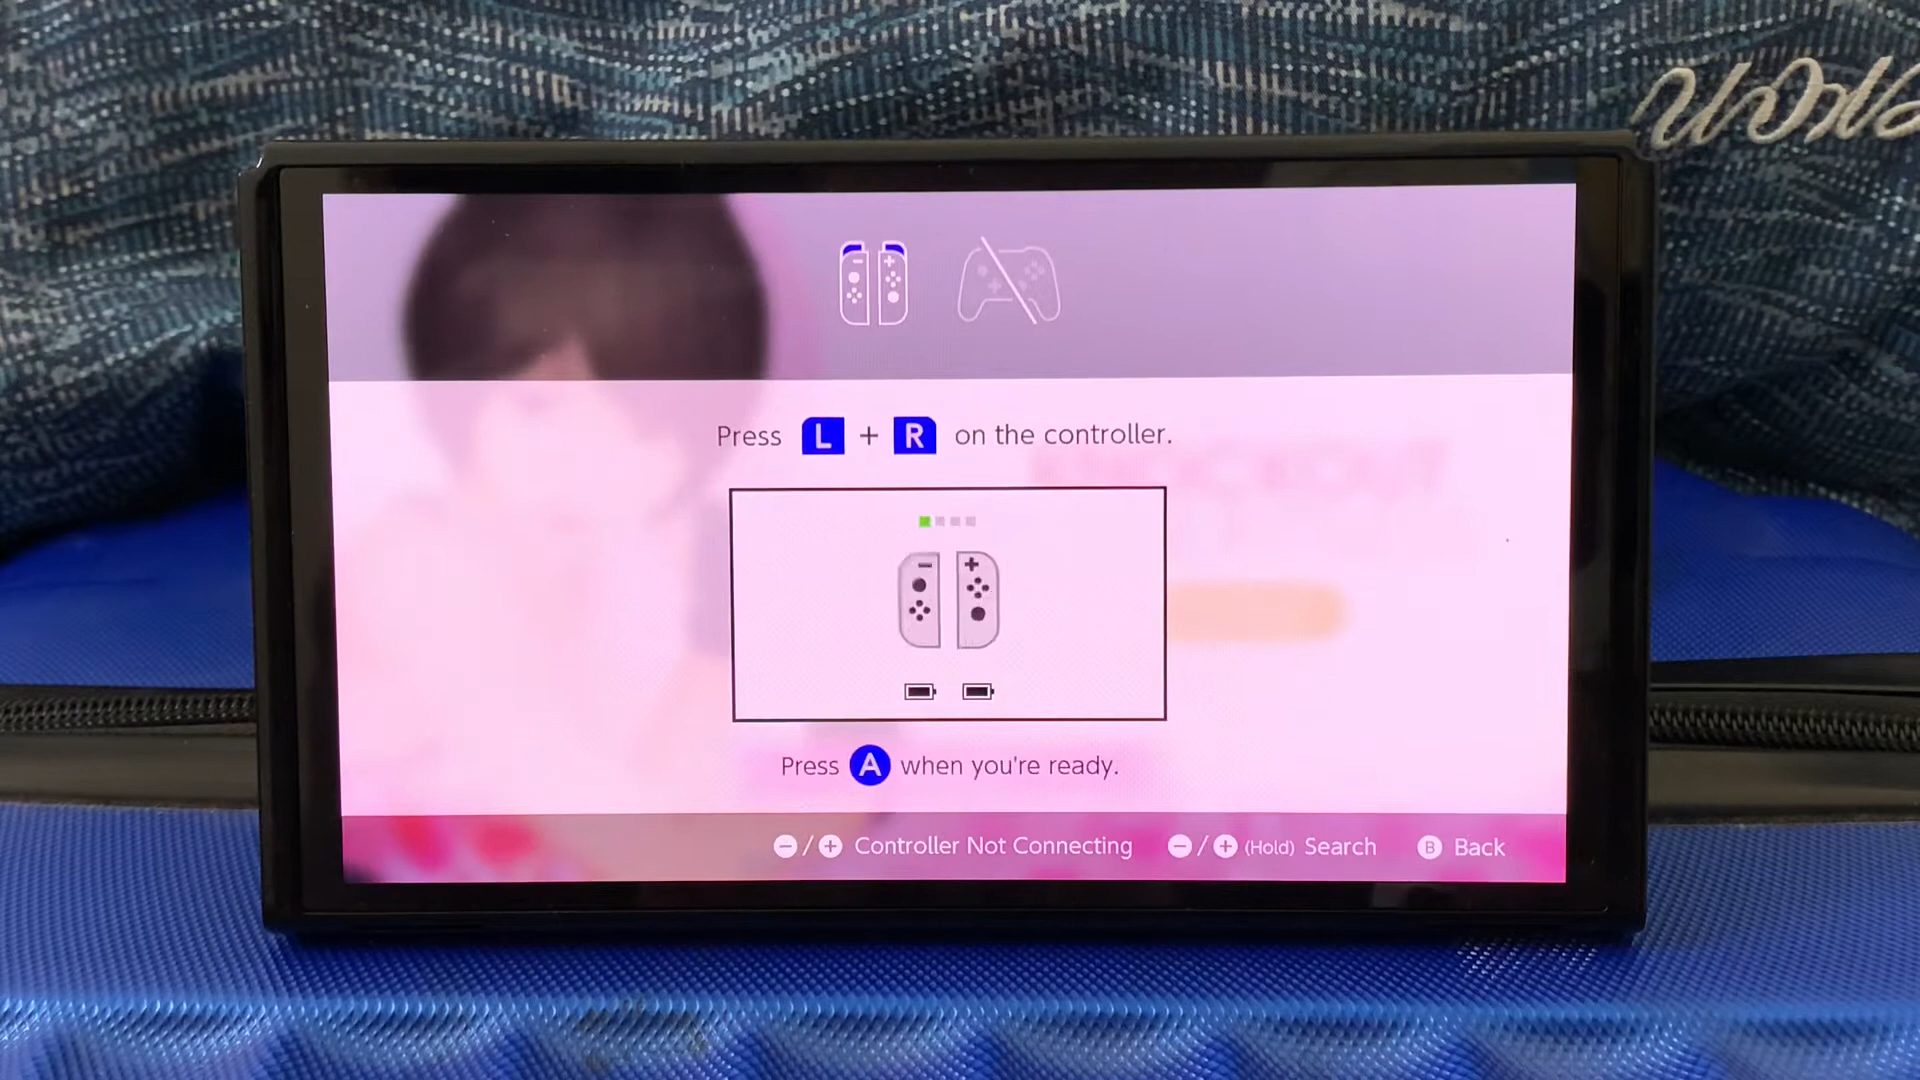 Press L + R on the controller.
Press A when you're ready.
-/+ Controller Not Connecting -/+ (Hold) Search B Back